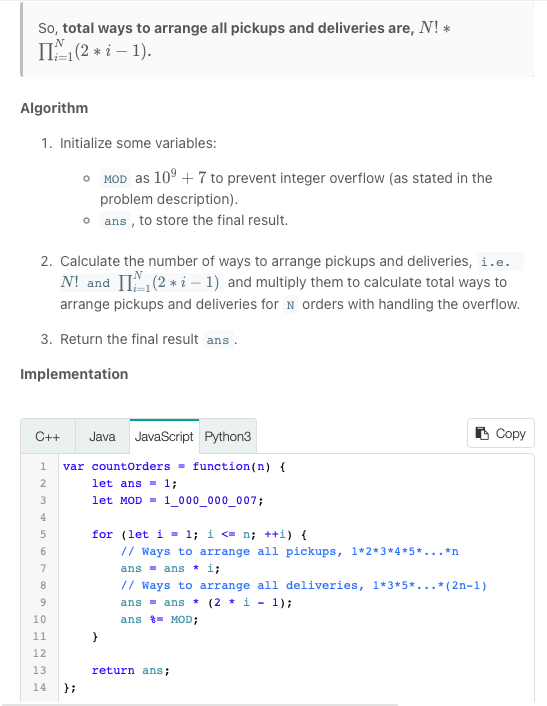 So, total ways to arrange all pickups and deliveries are, N! *
∏_{i=1}^{N}(2 * i − 1).
Algorithm
1. Initialize some variables:
∘ MOD as 10^9 + 7 to prevent integer overflow (as stated in the
problem description).
∘ ans , to store the final result.
2. Calculate the number of ways to arrange pickups and deliveries, i.e.
N! and ∏_{i=1}^{N}(2 * i − 1) and multiply them to calculate total ways to
arrange pickups and deliveries for N orders with handling the overflow.
3. Return the final result ans .
Implementation
C++ Java JavaScript Python3 Copy
1 var countOrders = function(n) {
2     let ans = 1;
3     let MOD = 1_000_000_007;
4
5     for (let i = 1; i <= n; ++i) {
6         // Ways to arrange all pickups, 1*2*3*4*5*...*n
7         ans = ans * i;
8         // Ways to arrange all deliveries, 1*3*5*...*(2n-1)
9         ans = ans * (2 * i - 1);
10         ans %= MOD;
11     }
12
13     return ans;
14 };